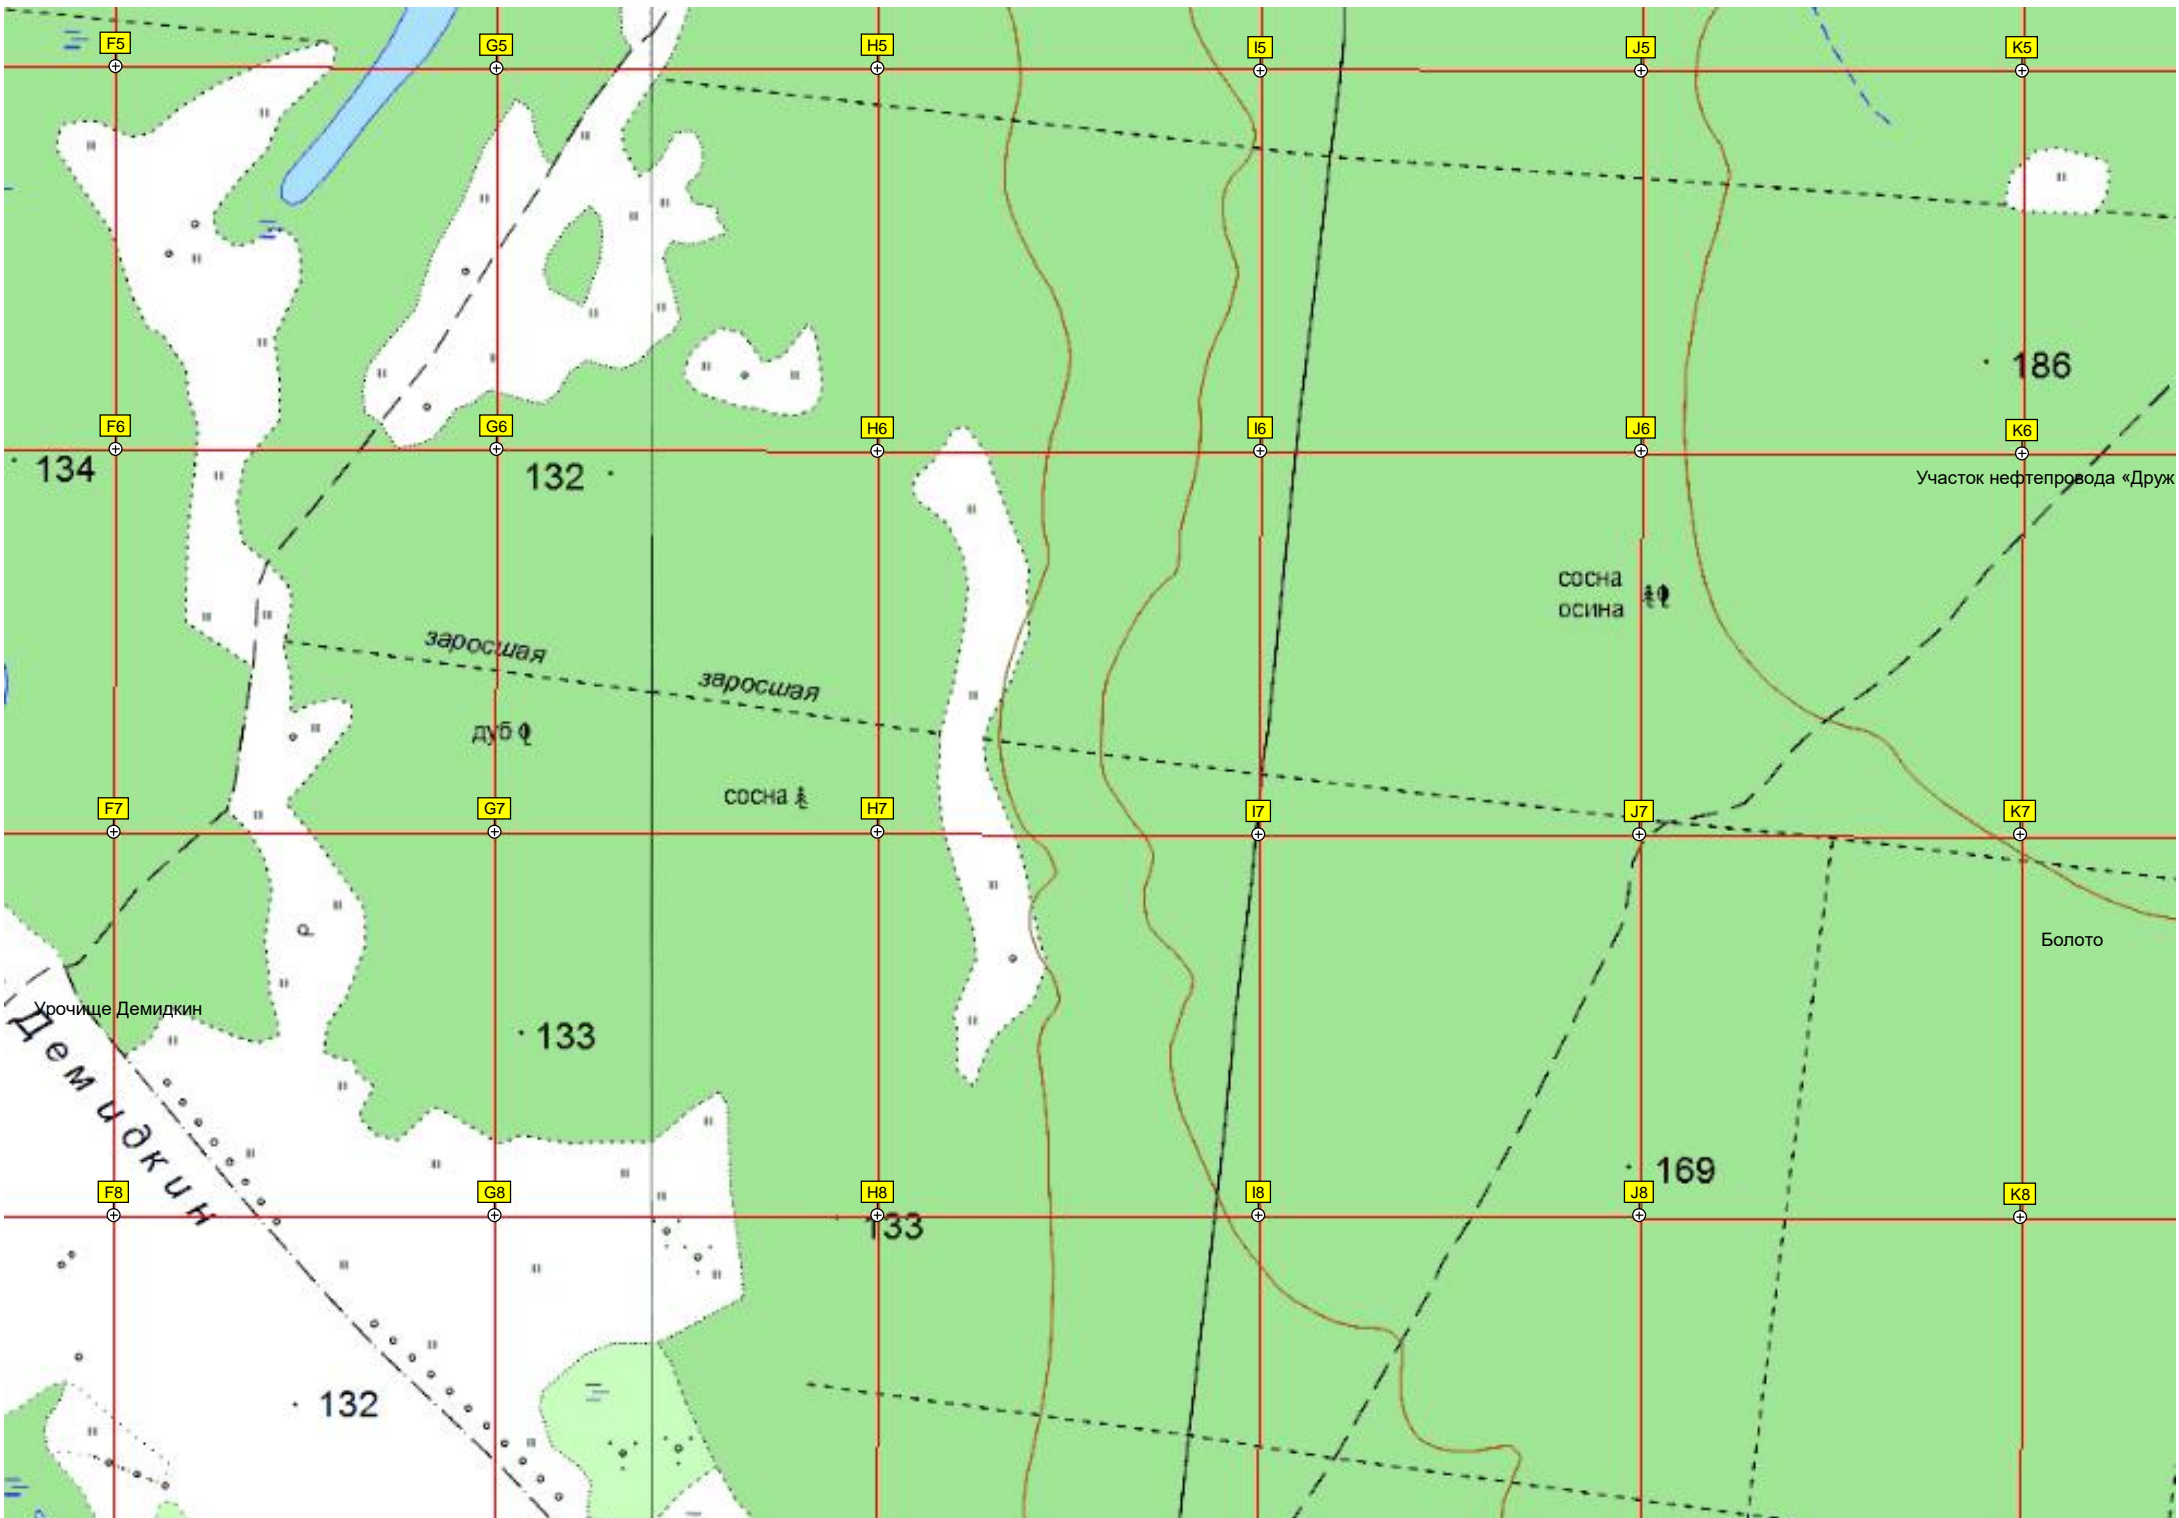 F5
G5
H5
I5
J5
K5
186
F6
G6
H6
I6
J6
K6
134
132
Участок нефтепровода «Друж
сосна
осина
заросшая
заросшая
дуб
сосна
F7
G7
H7
I7
J7
K7
р
Болото
Урочище Демидкин
Демидкин
133
169
F8
G8
H8
I8
J8
K8
133
132